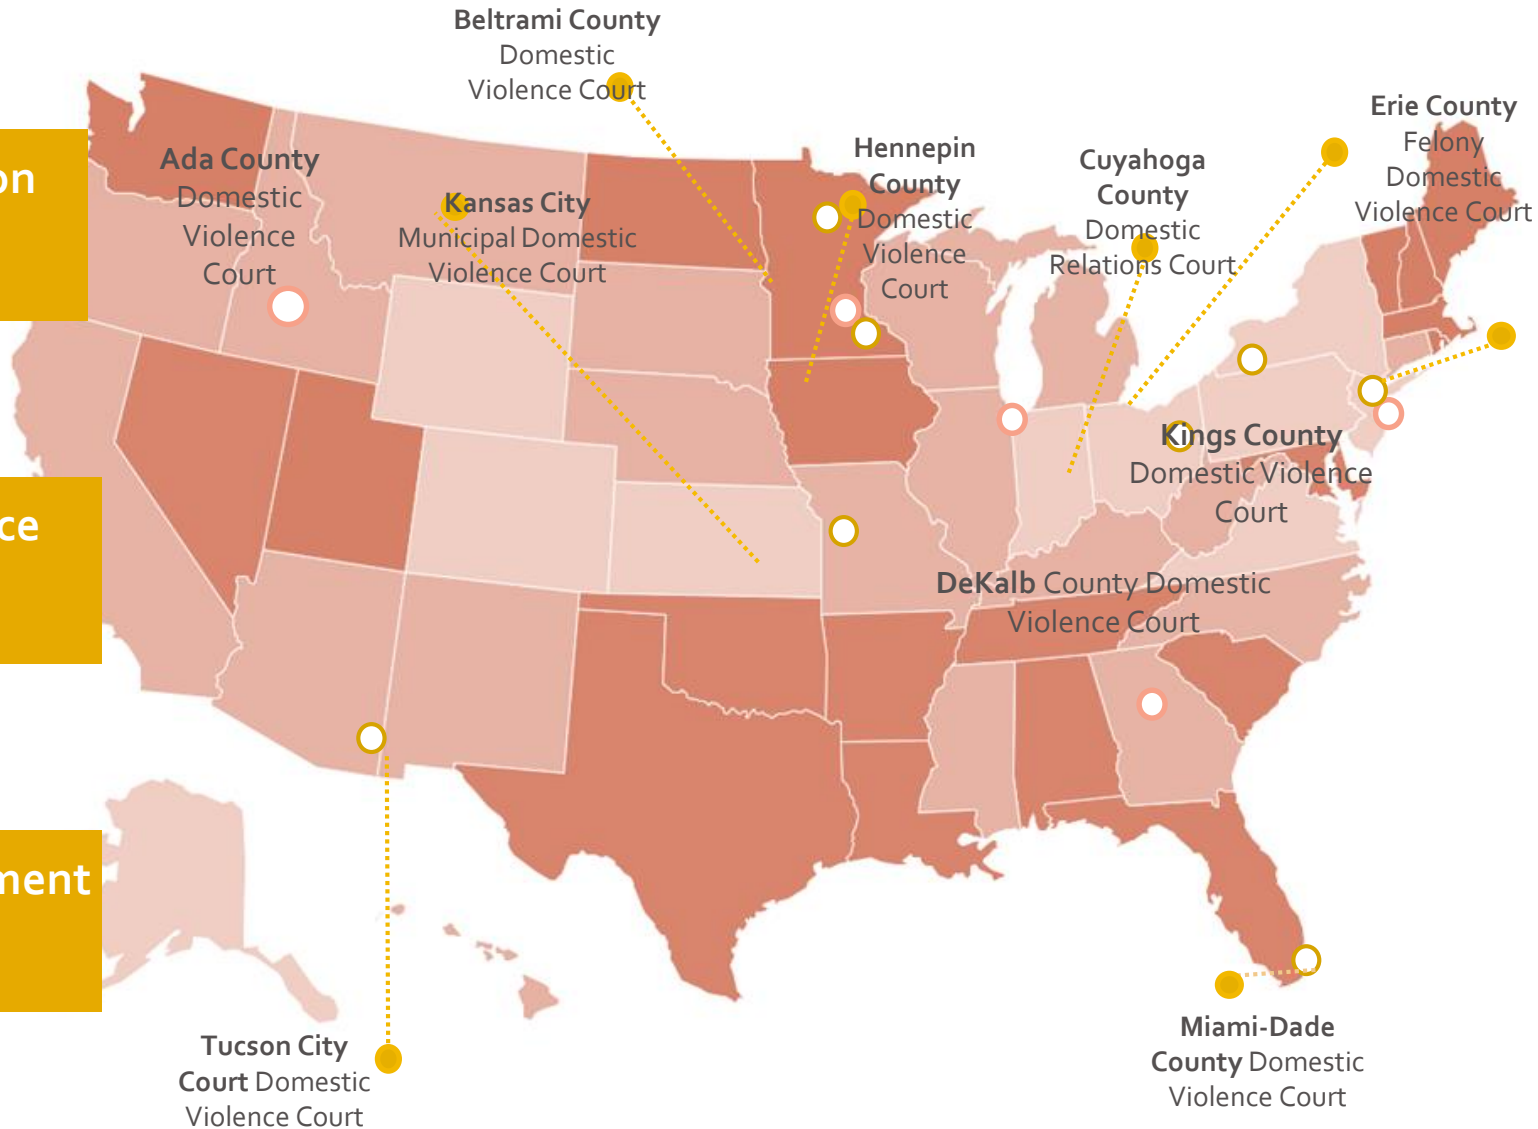 Beltrami County
Domestic
Violence Court
Erie County
Felony
Domestic
Violence Court
Hennepin
County
Domestic
Violence
Court
Cuyahoga
County
Domestic
Relations Court
Ada County
Domestic
Violence
Court
Kansas City
Municipal Domestic
Violence Court
on
Kings County
Domestic Violence
Court
ce
DeKalb County Domestic
Violence Court
ment
Tucson City
Court Domestic
Violence Court
Miami-Dade
County Domestic
Violence Court